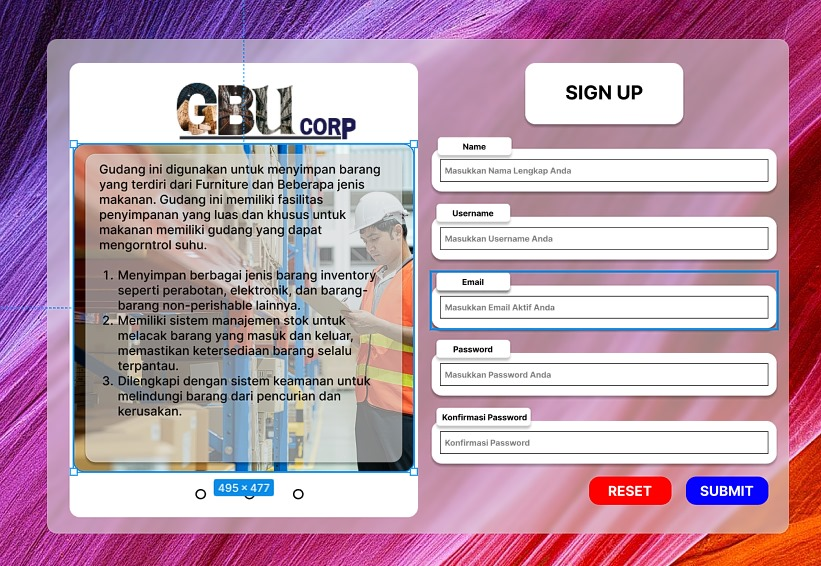 GBU CORP
Gudang ini digunakan untuk menyimpan barang
yang terdiri dari Furniture dan Beberapa jenis
makanan. Gudang ini memiliki fasilitas
penyimpanan yang luas dan khusus untuk
makanan memiliki gudang yang dapat
mengorntrol suhu.
1. Menyimpan berbagai jenis barang inventory
seperti perabotan, elektronik, dan barang-
barang non-perishable lainnya.
2. Memiliki sistem manajemen stok untuk
melacak barang yang masuk dan keluar,
memastikan ketersediaan barang selalu
terpantau.
3. Dilengkapi dengan sistem keamanan untuk
melindungi barang dari pencurian dan
kerusakan.
495 × 477
SIGN UP
Name
Masukkan Nama Lengkap Anda
Username
Masukkan Username Anda
Email
Masukkan Email Aktif Anda
Password
Masukkan Password Anda
Konfirmasi Password
Konfirmasi Password
RESET
SUBMIT